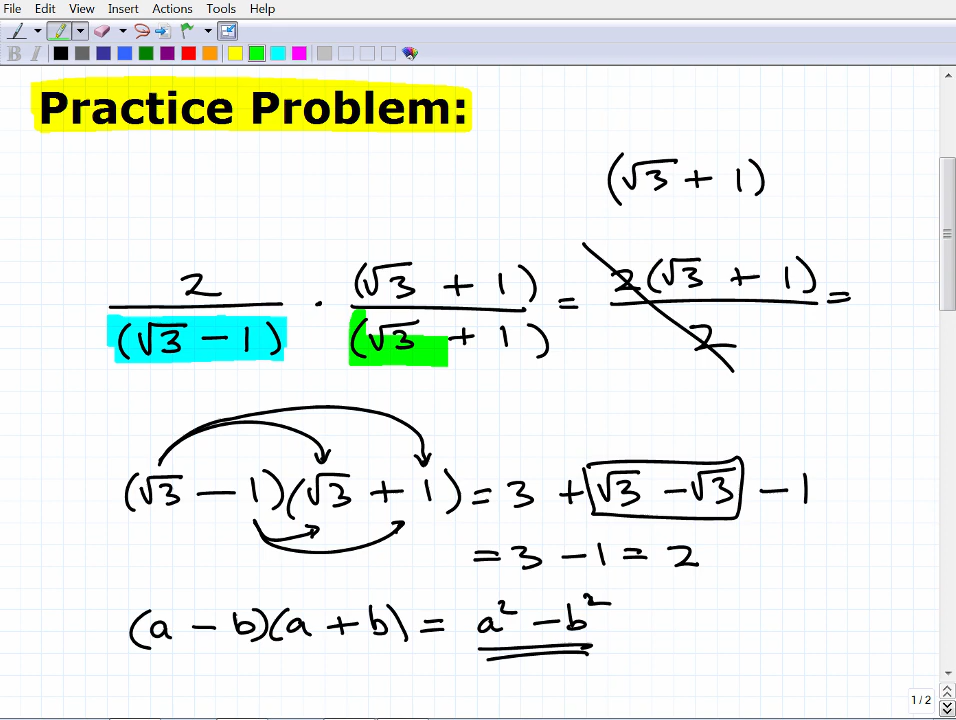 File Edit View Insert Actions Tools Help
B I
Practice Problem:
(√3 + 1)
2/(√3 − 1) · (√3 + 1)/(√3 + 1) = 2(√3 + 1)/2 =
(√3 − 1)(√3 + 1) = 3 + √3 − √3 − 1
= 3 − 1 = 2
(a − b)(a + b) = a² − b²
1 / 2